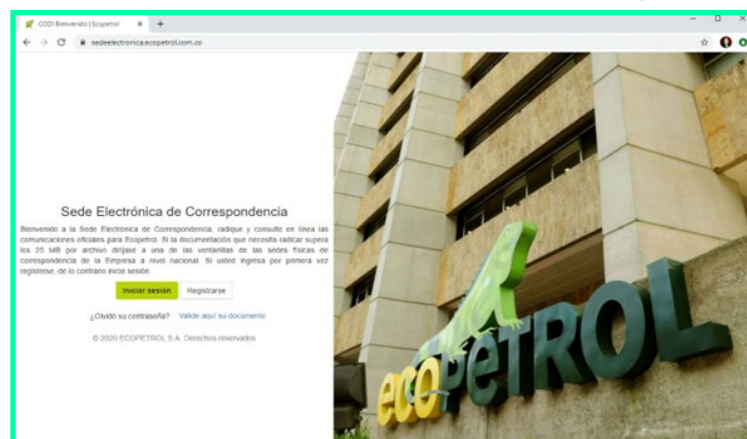 CODI Bienvenido | Ecopetrol
sedeelectronica.ecopetrol.com.co
Sede Electrónica de Correspondencia
Bienvenido a la Sede Electrónica de Correspondencia, radique y consulte en línea las
comunicaciones oficiales para Ecopetrol. Si la documentación que necesita radicar supera
los 25 MB por archivo diríjase a una de las ventanillas de las sedes físicas de
correspondencia de la Empresa a nivel nacional. Si usted ingresa por primera vez
regístrese, de lo contrario inicie sesión.
Iniciar sesión Registrarse
¿Olvidó su contraseña? Valide aquí su documento
© 2020 ECOPETROL S.A. Derechos reservados
ecopeTROL